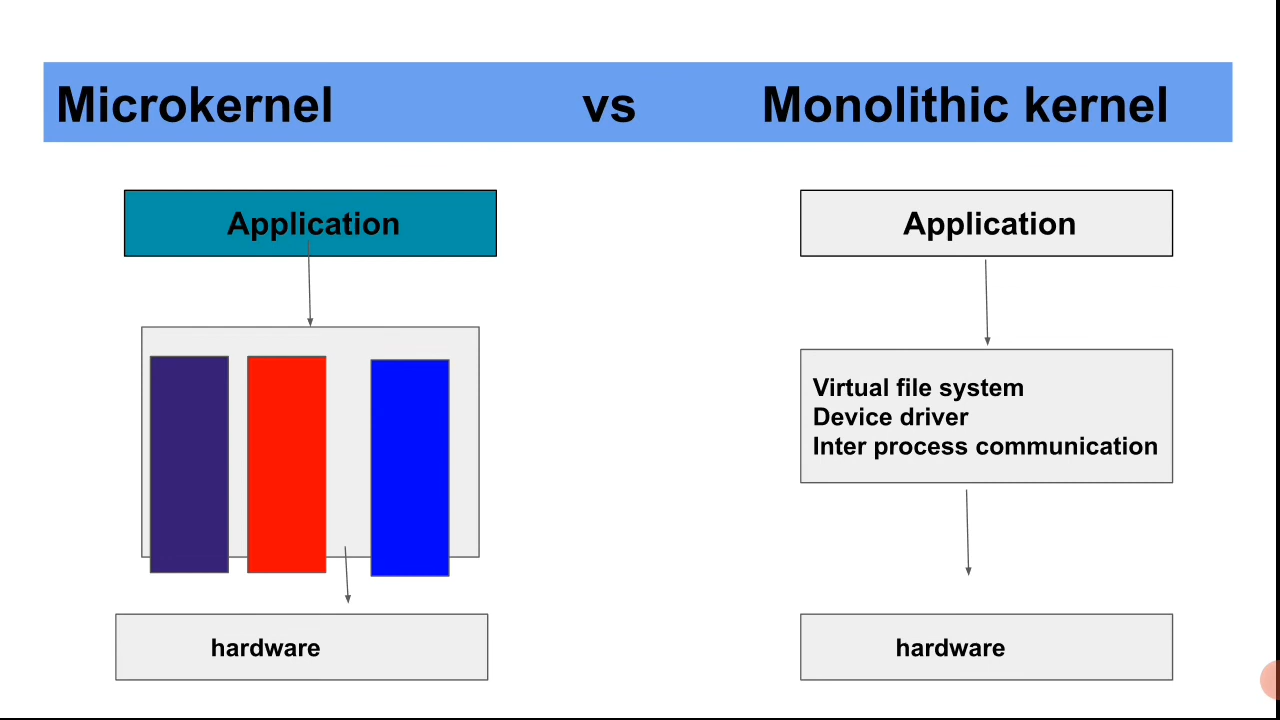 Microkernel vs Monolithic kernel
Application
hardware
Application
Virtual file system
Device driver
Inter process communication
hardware